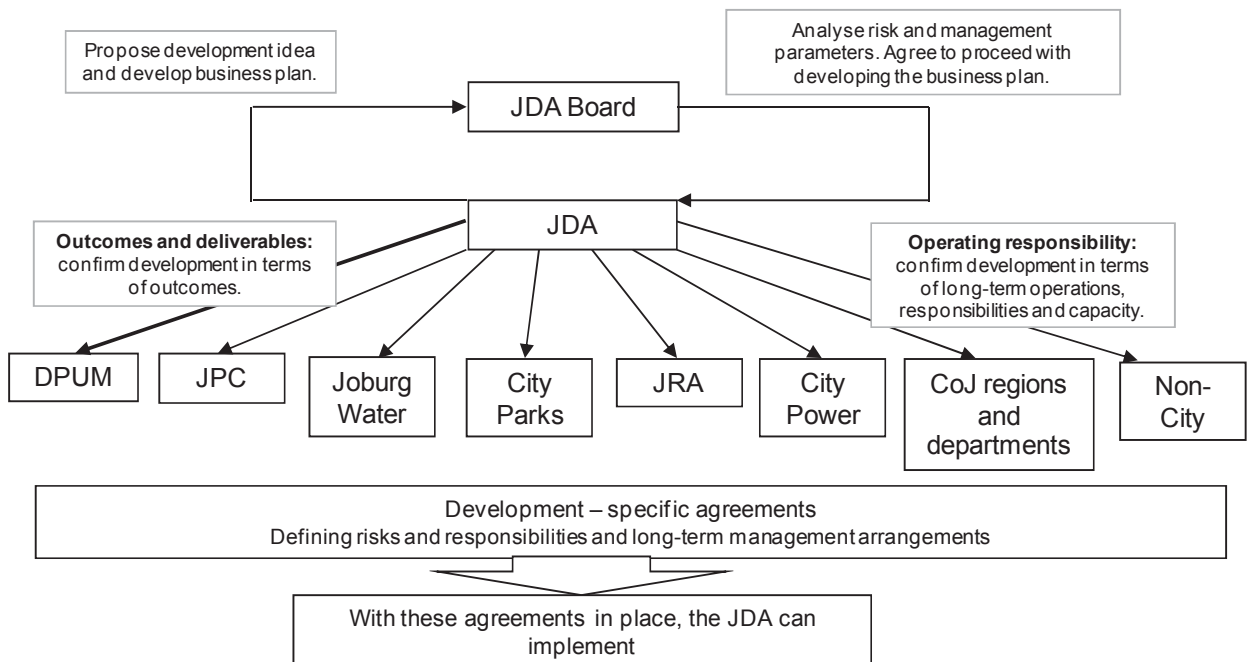 Propose development idea
and develop business plan.
Analyse risk and management
parameters. Agree to proceed with
developing the business plan.
JDA Board
JDA
Outcomes and deliverables:
confirm development in terms
of outcomes.
Operating responsibility:
confirm development in terms
of long-term operations,
responsibilities and capacity.
DPUM
JPC
Joburg
Water
City
Parks
JRA
City
Power
CoJ regions
and
departments
Non-
City
Development – specific agreements
Defining risks and responsibilities and long-term management arrangements
With these agreements in place, the JDA can
implement